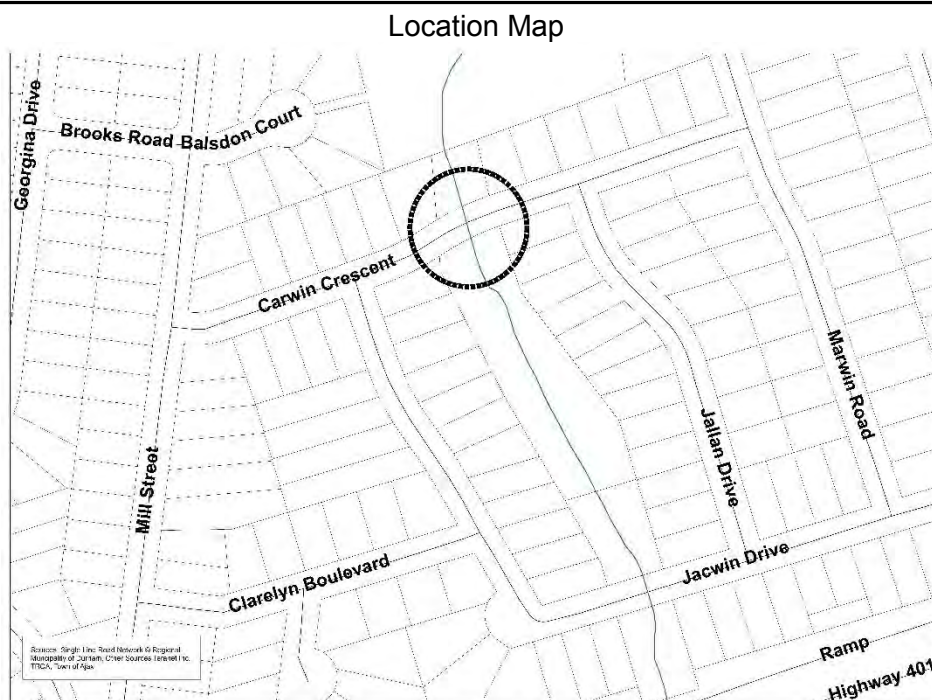 Location Map
Georgina Drive
Brooks Road
Balsdon Court
Carwin Crescent
Mill Street
Clarelyn Boulevard
Jallan Drive
Marwin Road
Jacwin Drive
Ramp
Highway 401
Sources: Single Line Road Network © Regional
Municipality of Durham, Other Sources Teranet Inc.
TRCA, Town of Ajax